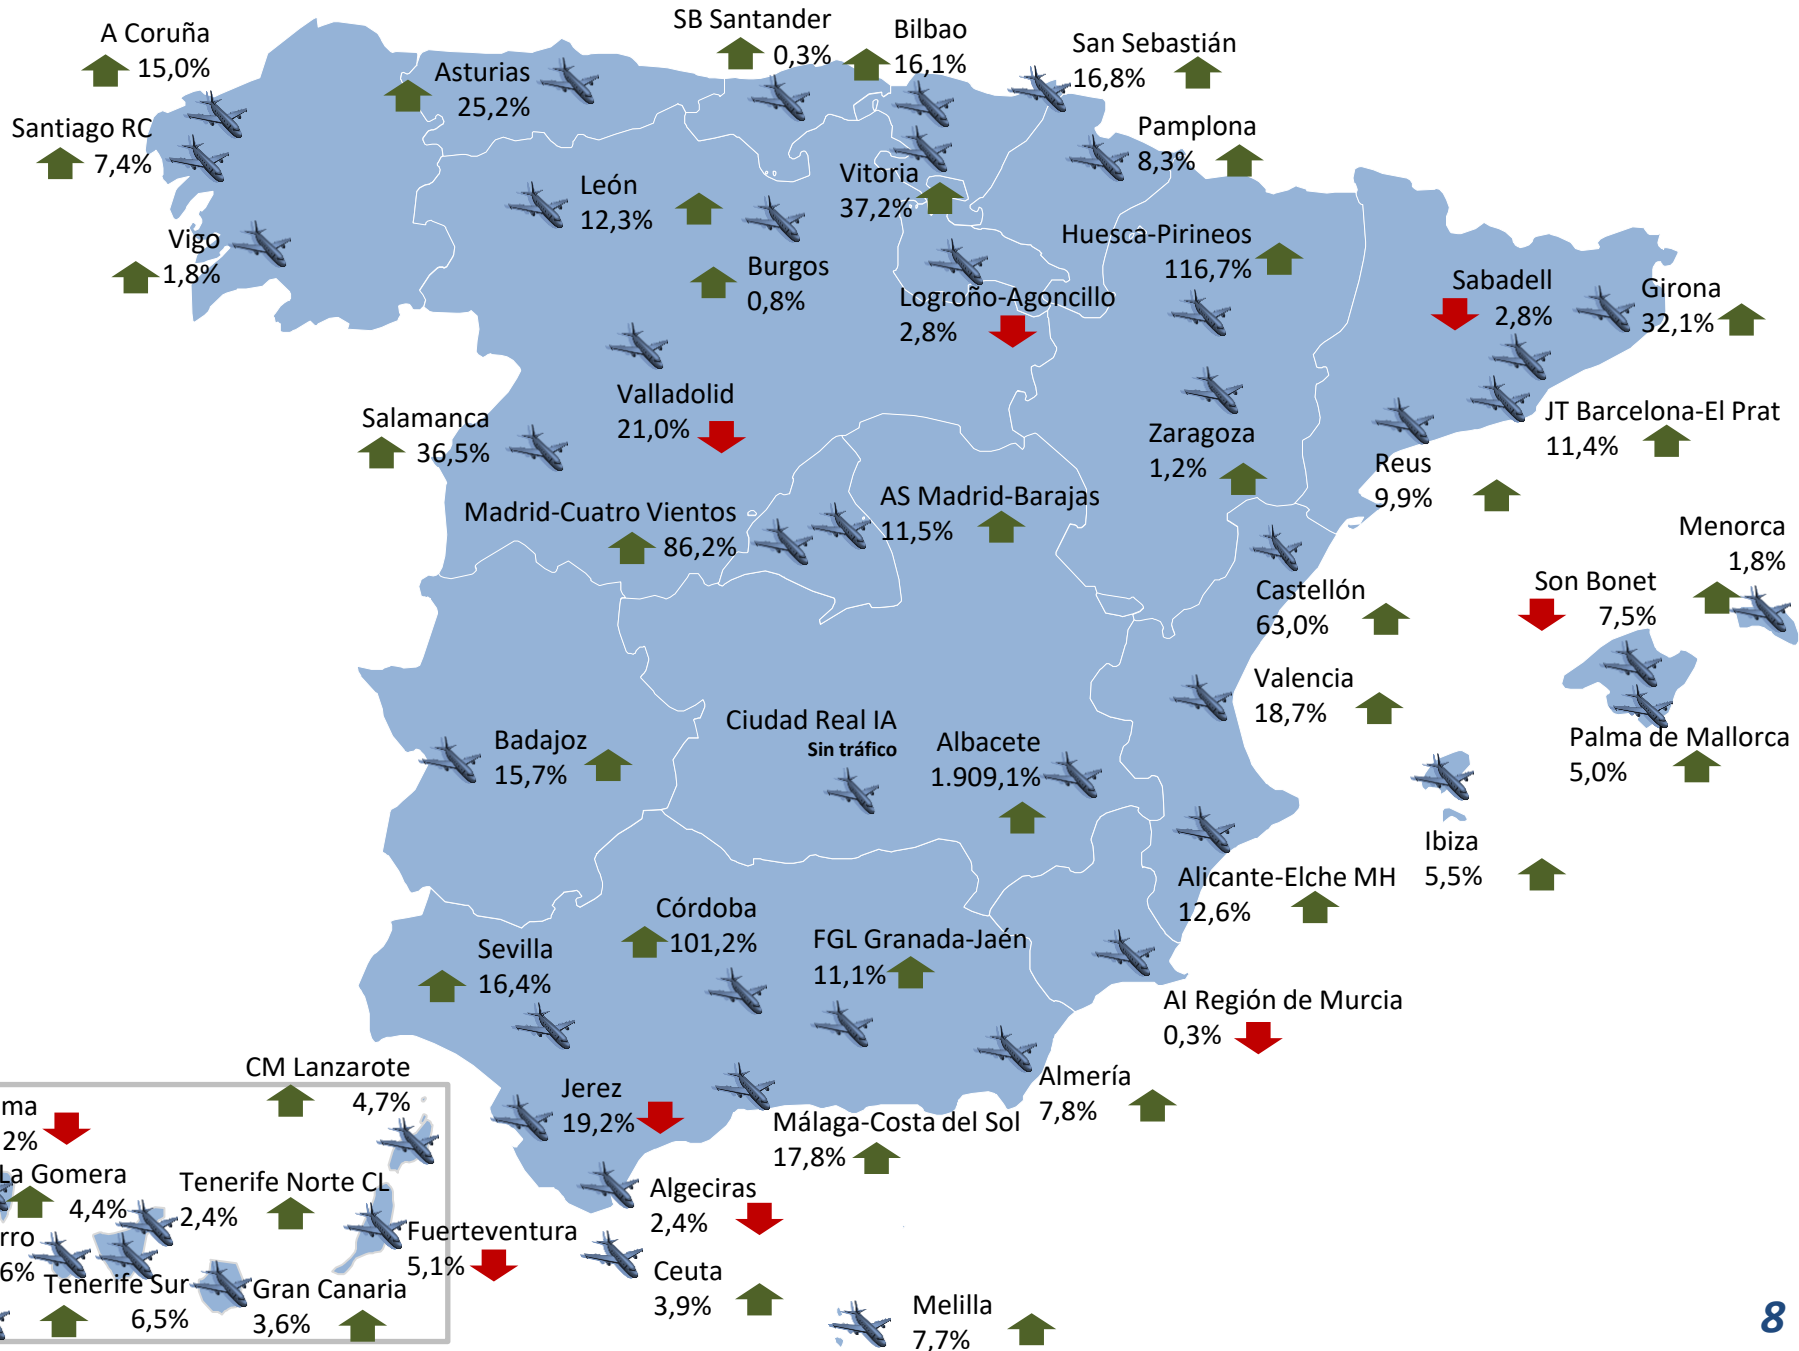 A Coruña
15,0%
Santiago RC
7,4%
Vigo
1,8%
Asturias
25,2%
SB Santander
0,3%
Bilbao
16,1%
San Sebastián
16,8%
Pamplona
8,3%
León
12,3%
Vitoria
37,2%
Burgos
0,8%
Logroño-Agoncillo
2,8%
Huesca-Pirineos
116,7%
Sabadell
2,8%
Girona
32,1%
Valladolid
21,0%
Salamanca
36,5%
Zaragoza
1,2%
JT Barcelona-El Prat
11,4%
Reus
9,9%
Madrid-Cuatro Vientos
86,2%
AS Madrid-Barajas
11,5%
Menorca
1,8%
Son Bonet
7,5%
Castellón
63,0%
Valencia
18,7%
Palma de Mallorca
5,0%
Ciudad Real IA
Sin tráfico
Albacete
1.909,1%
Badajoz
15,7%
Ibiza
5,5%
Alicante-Elche MH
12,6%
Córdoba
101,2%
FGL Granada-Jaén
11,1%
Sevilla
16,4%
AI Región de Murcia
0,3%
Almería
7,8%
Jerez
19,2%
Málaga-Costa del Sol
17,8%
Algeciras
2,4%
Ceuta
3,9%
Melilla
7,7%
CM Lanzarote
4,7%
ma
2%
La Gomera
4,4%
Tenerife Norte CL
2,4%
Fuerteventura
5,1%
rro
6%
Tenerife Sur
6,5%
Gran Canaria
3,6%
8